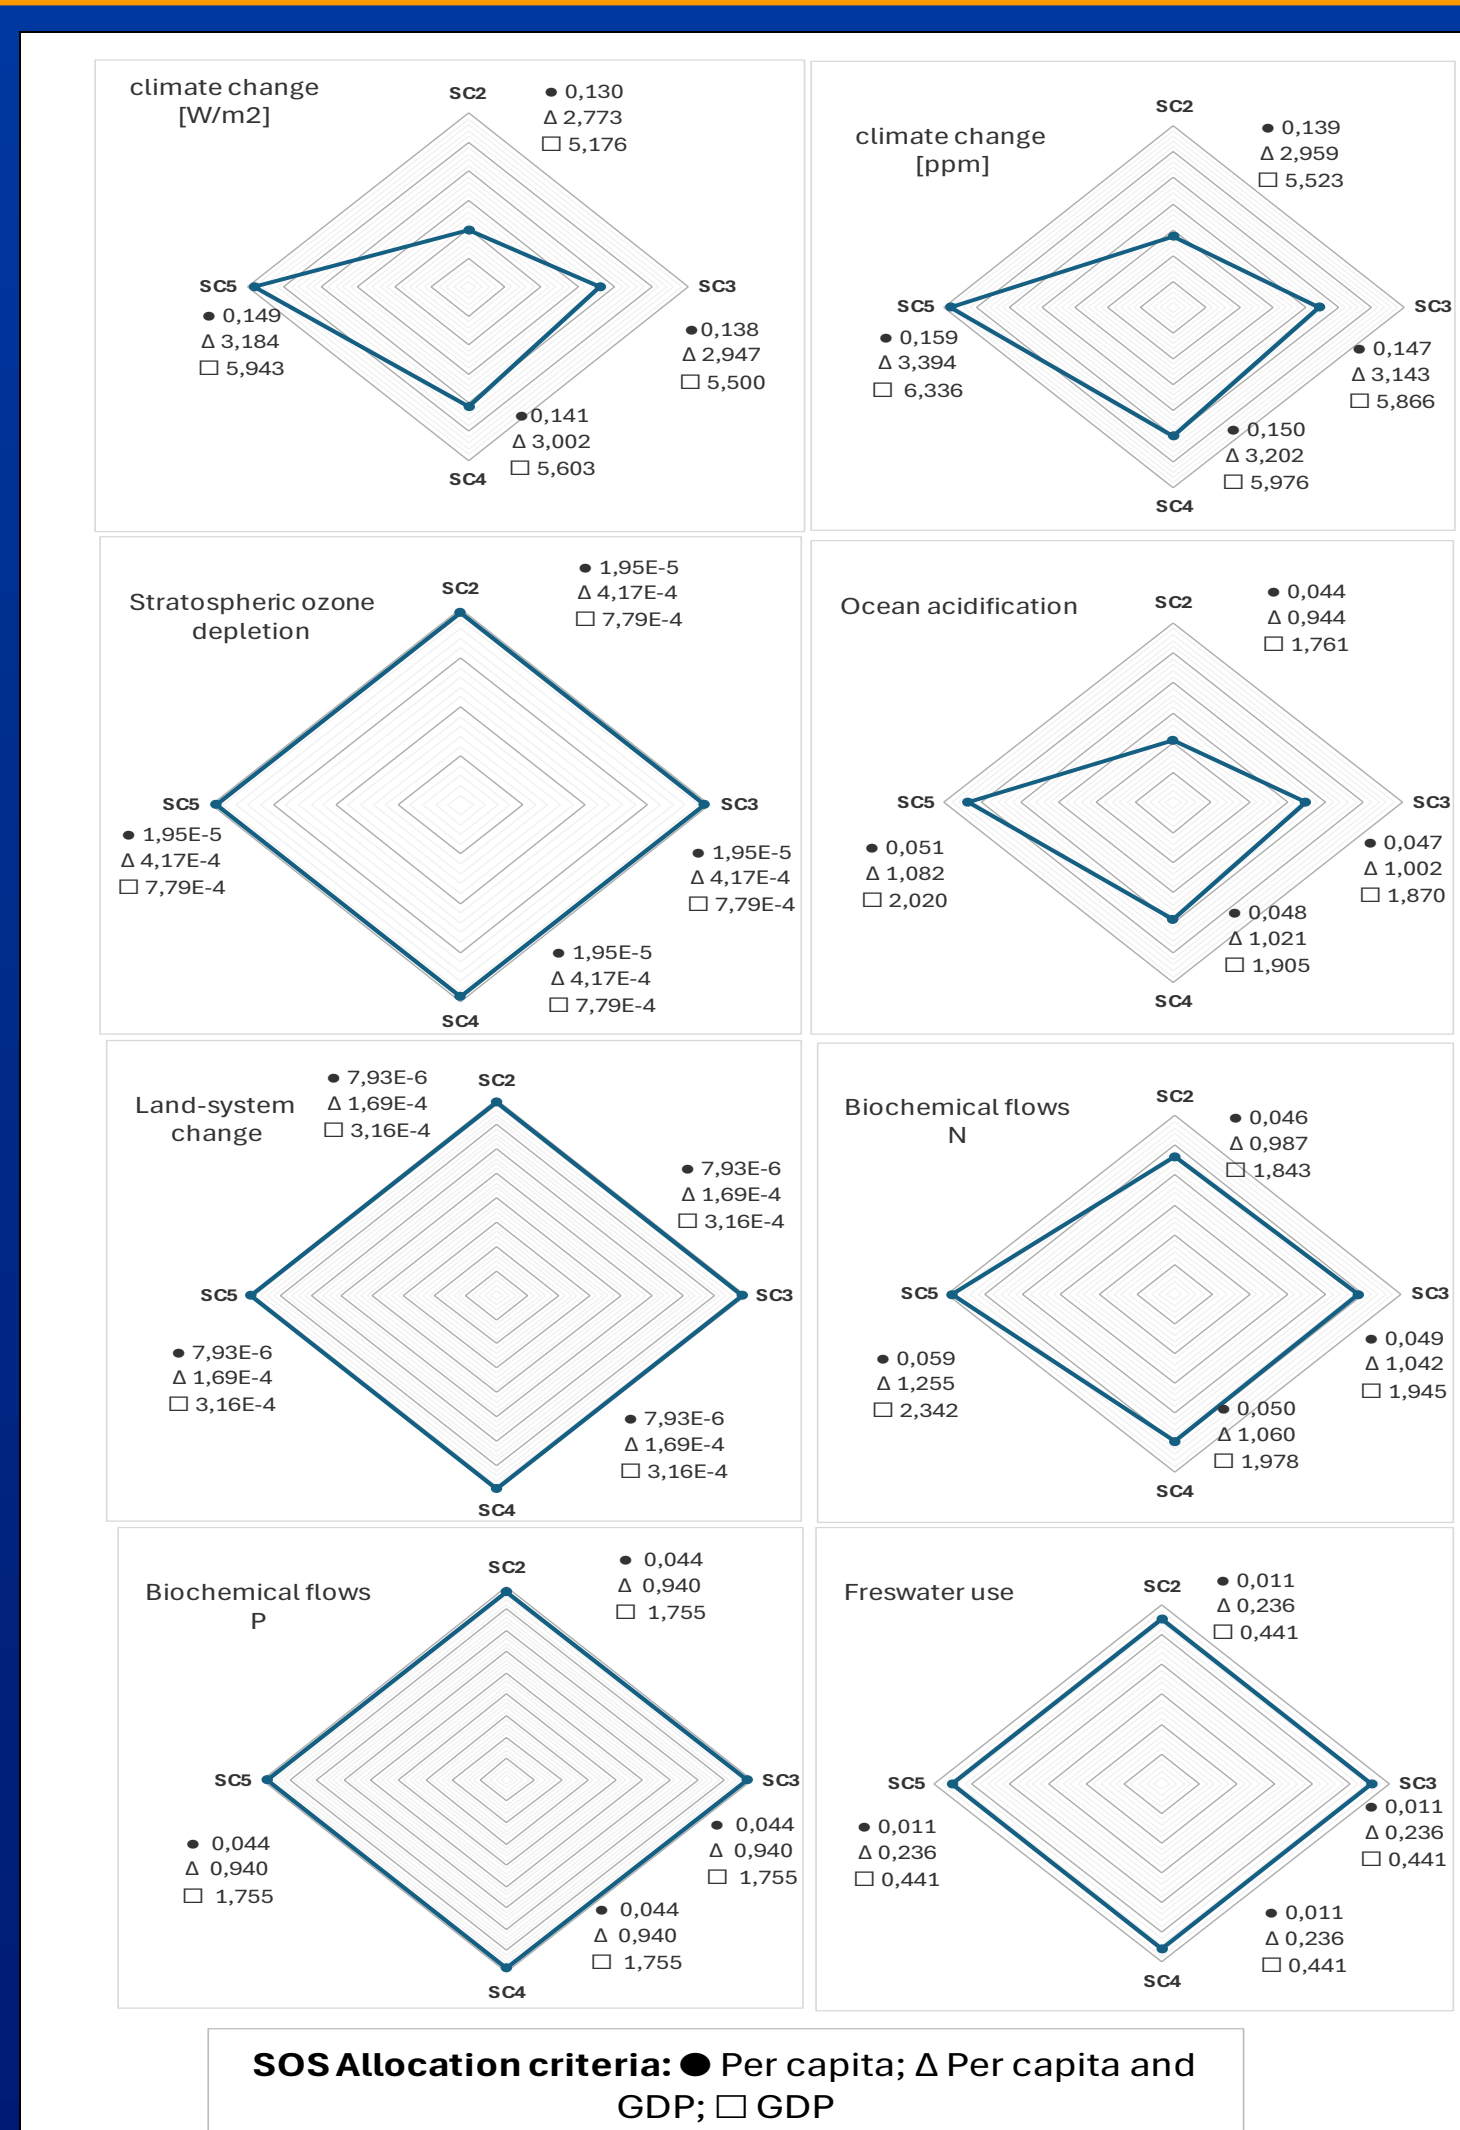 climate change
[W/m2]
SC2
● 0,130
Δ 2,773
□ 5,176
SC5
● 0,149
Δ 3,184
□ 5,943
SC3
●0,138
Δ 2,947
□ 5,500
●0,141
Δ 3,002
□ 5,603
SC4
climate change
[ppm]
SC2
● 0,139
Δ 2,959
□ 5,523
SC5
● 0,159
Δ 3,394
□ 6,336
SC3
● 0,147
Δ 3,143
□ 5,866
● 0,150
Δ 3,202
□ 5,976
SC4
Stratospheric ozone
depletion
SC2
● 1,95E-5
Δ 4,17E-4
□ 7,79E-4
SC5
● 1,95E-5
Δ 4,17E-4
□ 7,79E-4
SC3
● 1,95E-5
Δ 4,17E-4
□ 7,79E-4
● 1,95E-5
Δ 4,17E-4
□ 7,79E-4
SC4
Ocean acidification
SC2
● 0,044
Δ 0,944
□ 1,761
SC5
● 0,051
Δ 1,082
□ 2,020
SC3
● 0,047
Δ 1,002
□ 1,870
● 0,048
Δ 1,021
□ 1,905
SC4
Land-system
change
● 7,93E-6
Δ 1,69E-4
□ 3,16E-4
SC2
● 7,93E-6
Δ 1,69E-4
□ 3,16E-4
SC5
SC3
● 7,93E-6
Δ 1,69E-4
□ 3,16E-4
● 7,93E-6
Δ 1,69E-4
□ 3,16E-4
SC4
Biochemical flows
N
SC2
● 0,046
Δ 0,987
□ 1,843
SC5
● 0,059
Δ 1,255
□ 2,342
SC3
● 0,049
Δ 1,042
□ 1,945
● 0,050
Δ 1,060
□ 1,978
SC4
Biochemical flows
P
SC2
● 0,044
Δ 0,940
□ 1,755
SC5
● 0,044
Δ 0,940
□ 1,755
SC3
● 0,044
Δ 0,940
□ 1,755
● 0,044
Δ 0,940
□ 1,755
SC4
Freswater use
SC2
● 0,011
Δ 0,236
□ 0,441
SC5
● 0,011
Δ 0,236
□ 0,441
SC3
● 0,011
Δ 0,236
□ 0,441
● 0,011
Δ 0,236
□ 0,441
SC4
SOS Allocation criteria: ● Per capita; Δ Per capita and
GDP; □ GDP